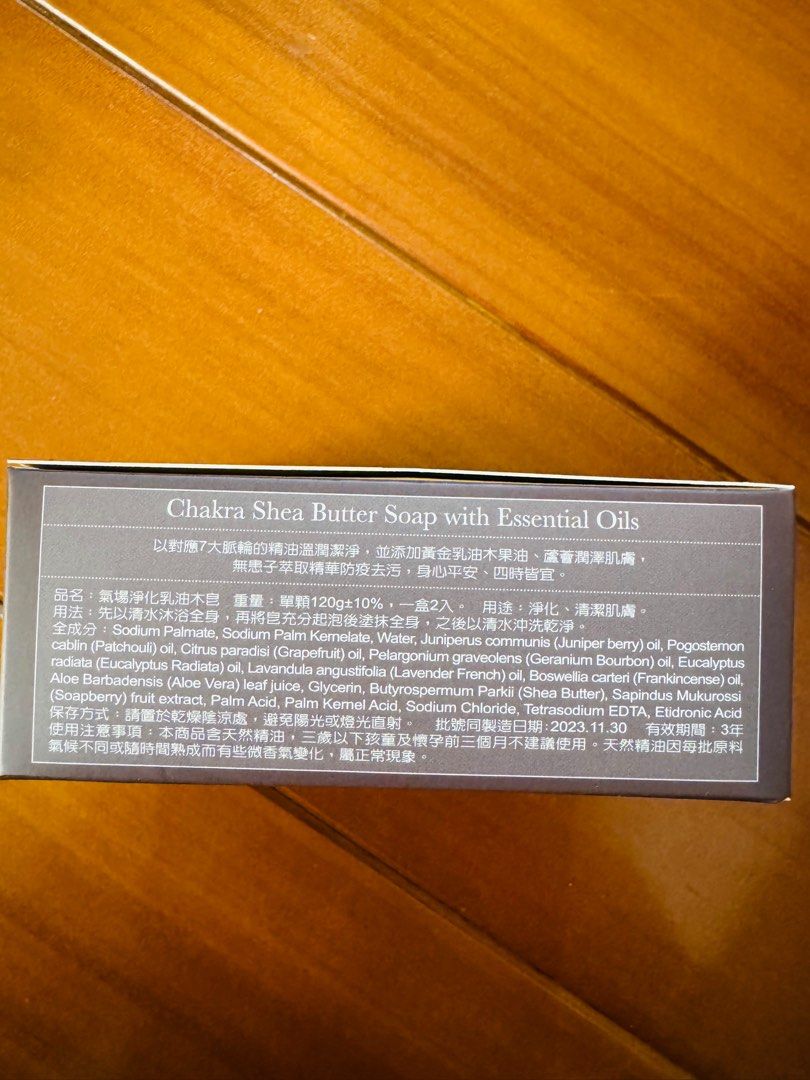 Chakra Shea Butter Soap with Essential Oils
以對應7大脈輪的精油溫潤潔淨，並添加黃金乳油木果油、蘆薈潤澤肌膚，
無患子萃取精華防疫去污，身心平安、四時皆宜。
品名：氣場淨化乳油木皂　重量：單顆120g±10%，一盒2入。　用途：淨化、清潔肌膚。
用法：先以清水沐浴全身，再將皂充分起泡後塗抹全身，之後以清水沖洗乾淨。
全成分：Sodium Palmate, Sodium Palm Kernelate, Water, Juniperus communis (Juniper berry) oil, Pogostemon
cablin (Patchouli) oil, Citrus paradisi (Grapefruit) oil, Pelargonium graveolens (Geranium Bourbon) oil, Eucalyptus
radiata (Eucalyptus Radiata) oil, Lavandula angustifolia (Lavender French) oil, Boswellia carteri (Frankincense) oil,
Aloe Barbadensis (Aloe Vera) leaf juice, Glycerin, Butyrospermum Parkii (Shea Butter), Sapindus Mukurossi
(Soapberry) fruit extract, Palm Acid, Palm Kernel Acid, Sodium Chloride, Tetrasodium EDTA, Etidronic Acid
保存方式：請置於乾燥陰涼處，避免陽光或燈光直射。　批號同製造日期：2023.11.30　有效期間：3年
使用注意事項：本商品含天然精油，三歲以下孩童及懷孕前三個月不建議使用。天然精油因每批原料
氣候不同或隨時間熟成而有些微香氣變化，屬正常現象。